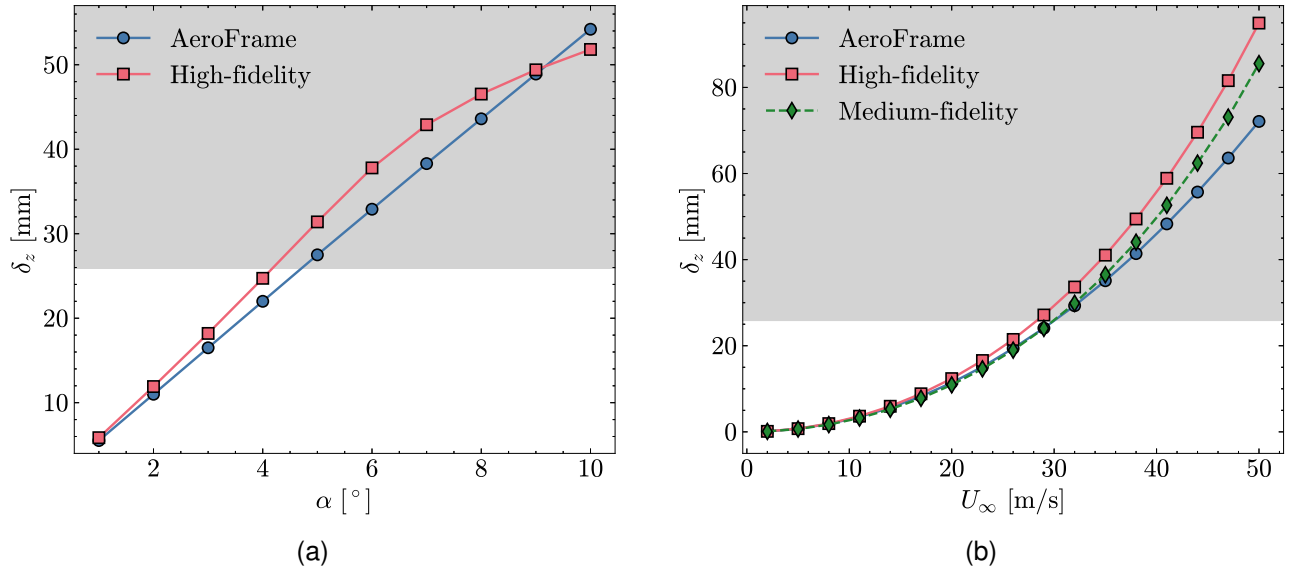 AeroFrame
High-fidelity
50
40
30
20
10
δz [mm]
2
4
6
8
10
α [°]
(a)
AeroFrame
High-fidelity
Medium-fidelity
80
60
40
20
0
δz [mm]
0
10
20
30
40
50
U∞ [m/s]
(b)